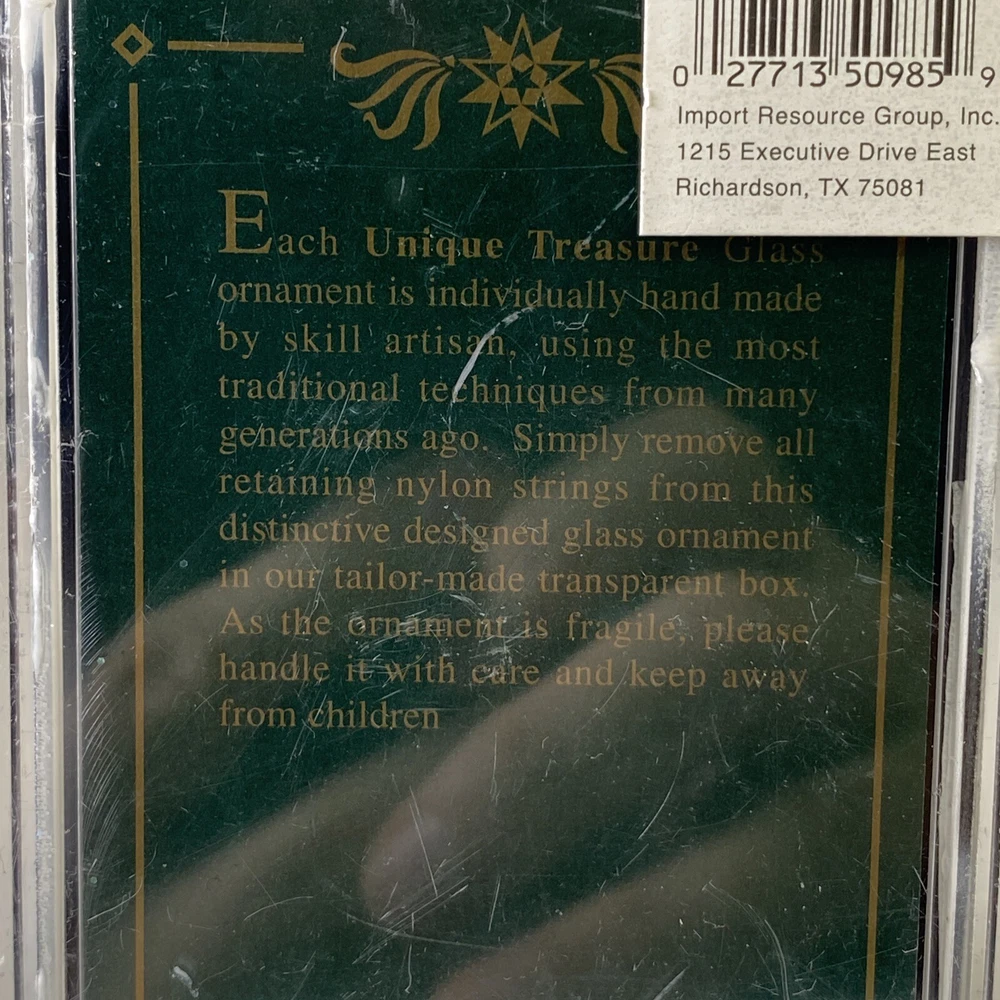 0 27713 50985 9
Import Resource Group, Inc.
1215 Executive Drive East
Richardson, TX 75081
Each Unique Treasure Glass
ornament is individually hand made
by skill artisan, using the most
traditional techniques from many
generations ago. Simply remove all
retaining nylon strings from this
distinctive designed glass ornament
in our tailor-made transparent box.
As the ornament is fragile, please
handle it with care and keep away
from children